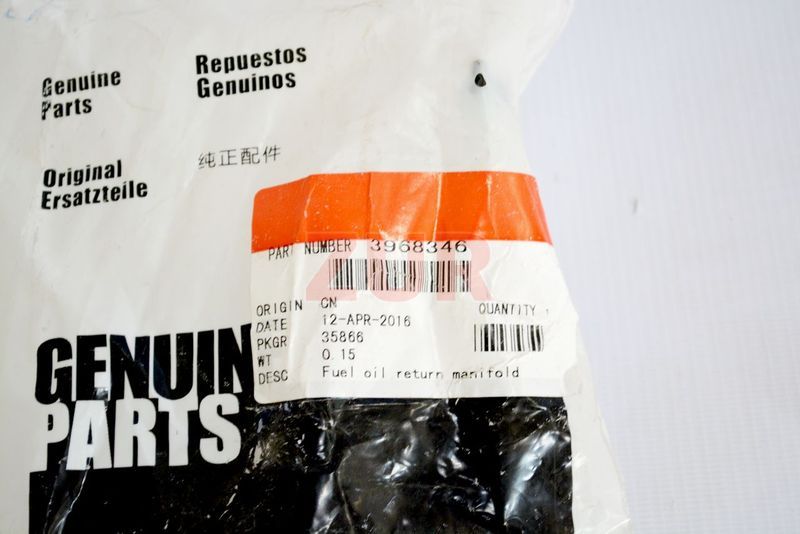 Genuine
Parts
Repuestos
Genuinos
Original
Ersatzteile
纯正配件
PART NUMBER 3968346
ORIGIN CN
QUANTITY 1
DATE 12-APR-2016
PKGR 35866
WT 0.15
DESC Fuel oil return manifold
GENUIN
PARTS